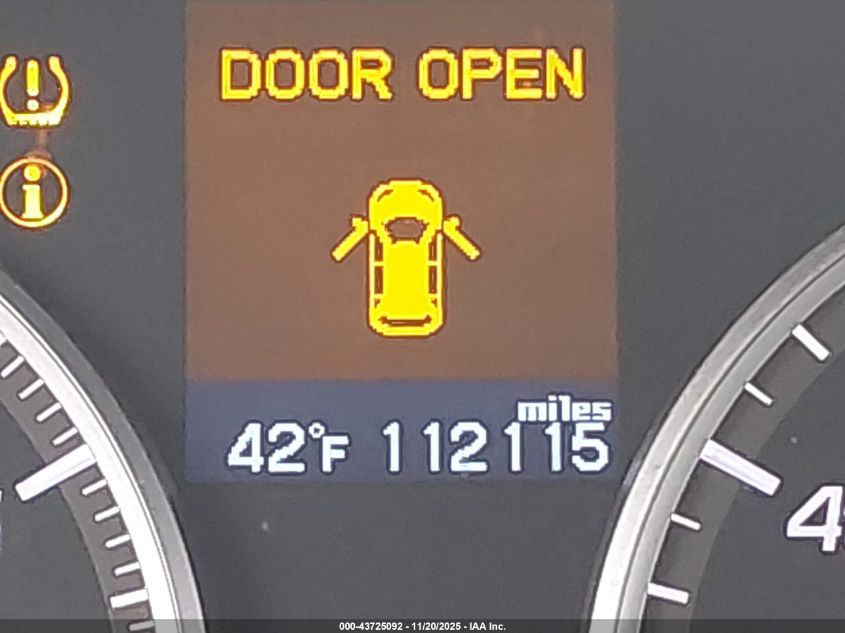 DOOR OPEN
miles
42°F 112115
4
000-43725092 - 11/20/2025 - IAA Inc.